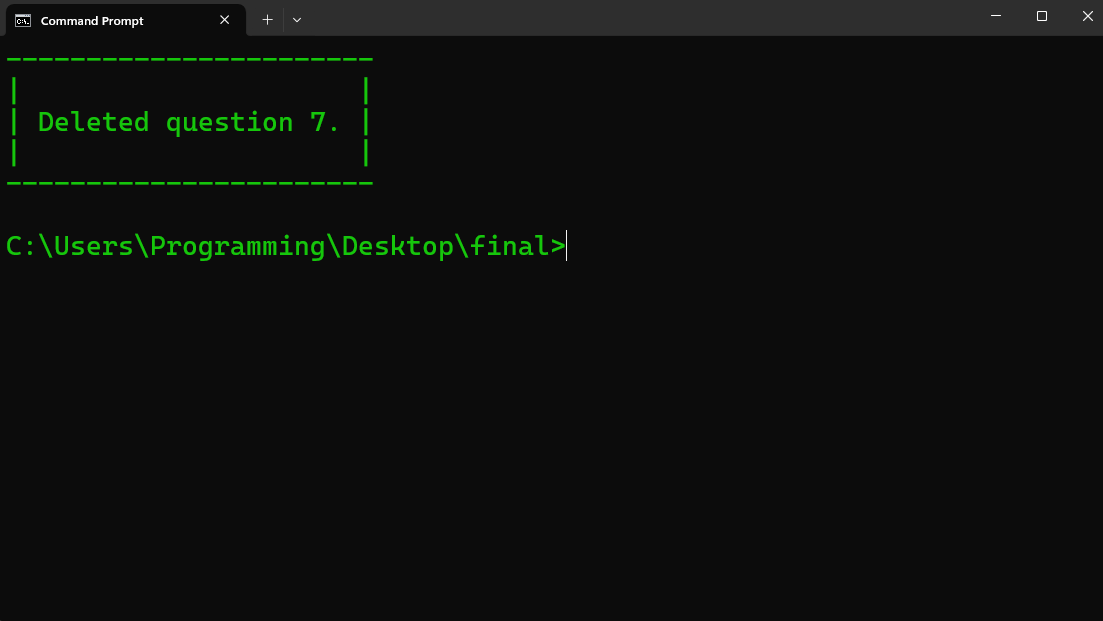 Command Prompt
-----------------------
|                     |
| Deleted question 7. |
|                     |
-----------------------
C:\Users\Programming\Desktop\final>